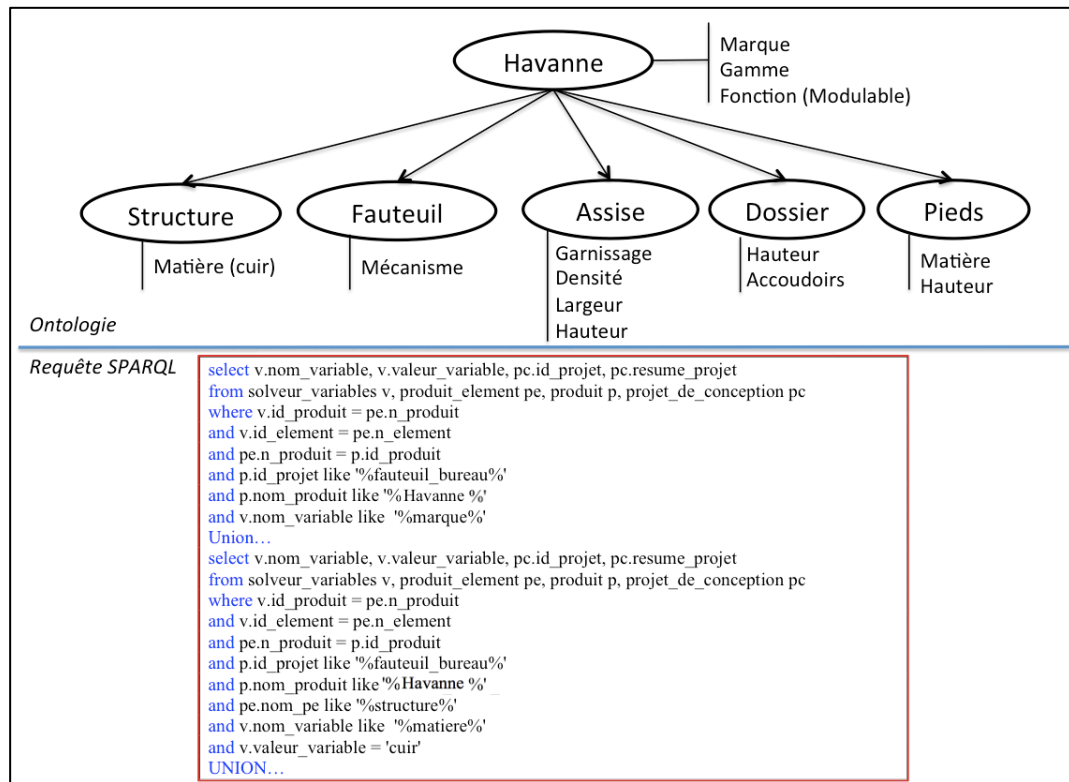 Havanne
Marque
Gamme
Fonction (Modulable)
Structure
Fauteuil
Assise
Dossier
Pieds
Matière (cuir)
Mécanisme
Garnissage
Densité
Largeur
Hauteur
Hauteur
Accoudoirs
Matière
Hauteur
Ontologie
Requête SPARQL
select v.nom_variable, v.valeur_variable, pc.id_projet, pc.resume_projet
from solveur_variables v, produit_element pe, produit p, projet_de_conception pc
where v.id_produit = pe.n_produit
and v.id_element = pe.n_element
and pe.n_produit = p.id_produit
and p.id_projet like '%fauteuil_bureau%'
and p.nom_produit like '%Havanne %'
and v.nom_variable like '%marque%'
Union...
select v.nom_variable, v.valeur_variable, pc.id_projet, pc.resume_projet
from solveur_variables v, produit_element pe, produit p, projet_de_conception pc
where v.id_produit = pe.n_produit
and v.id_element = pe.n_element
and pe.n_produit = p.id_produit
and p.id_projet like '%fauteuil_bureau%'
and p.nom_produit like '%Havanne %'
and pe.nom_pe like '%structure%'
and v.nom_variable like '%matiere%'
and v.valeur_variable = 'cuir'
UNION...